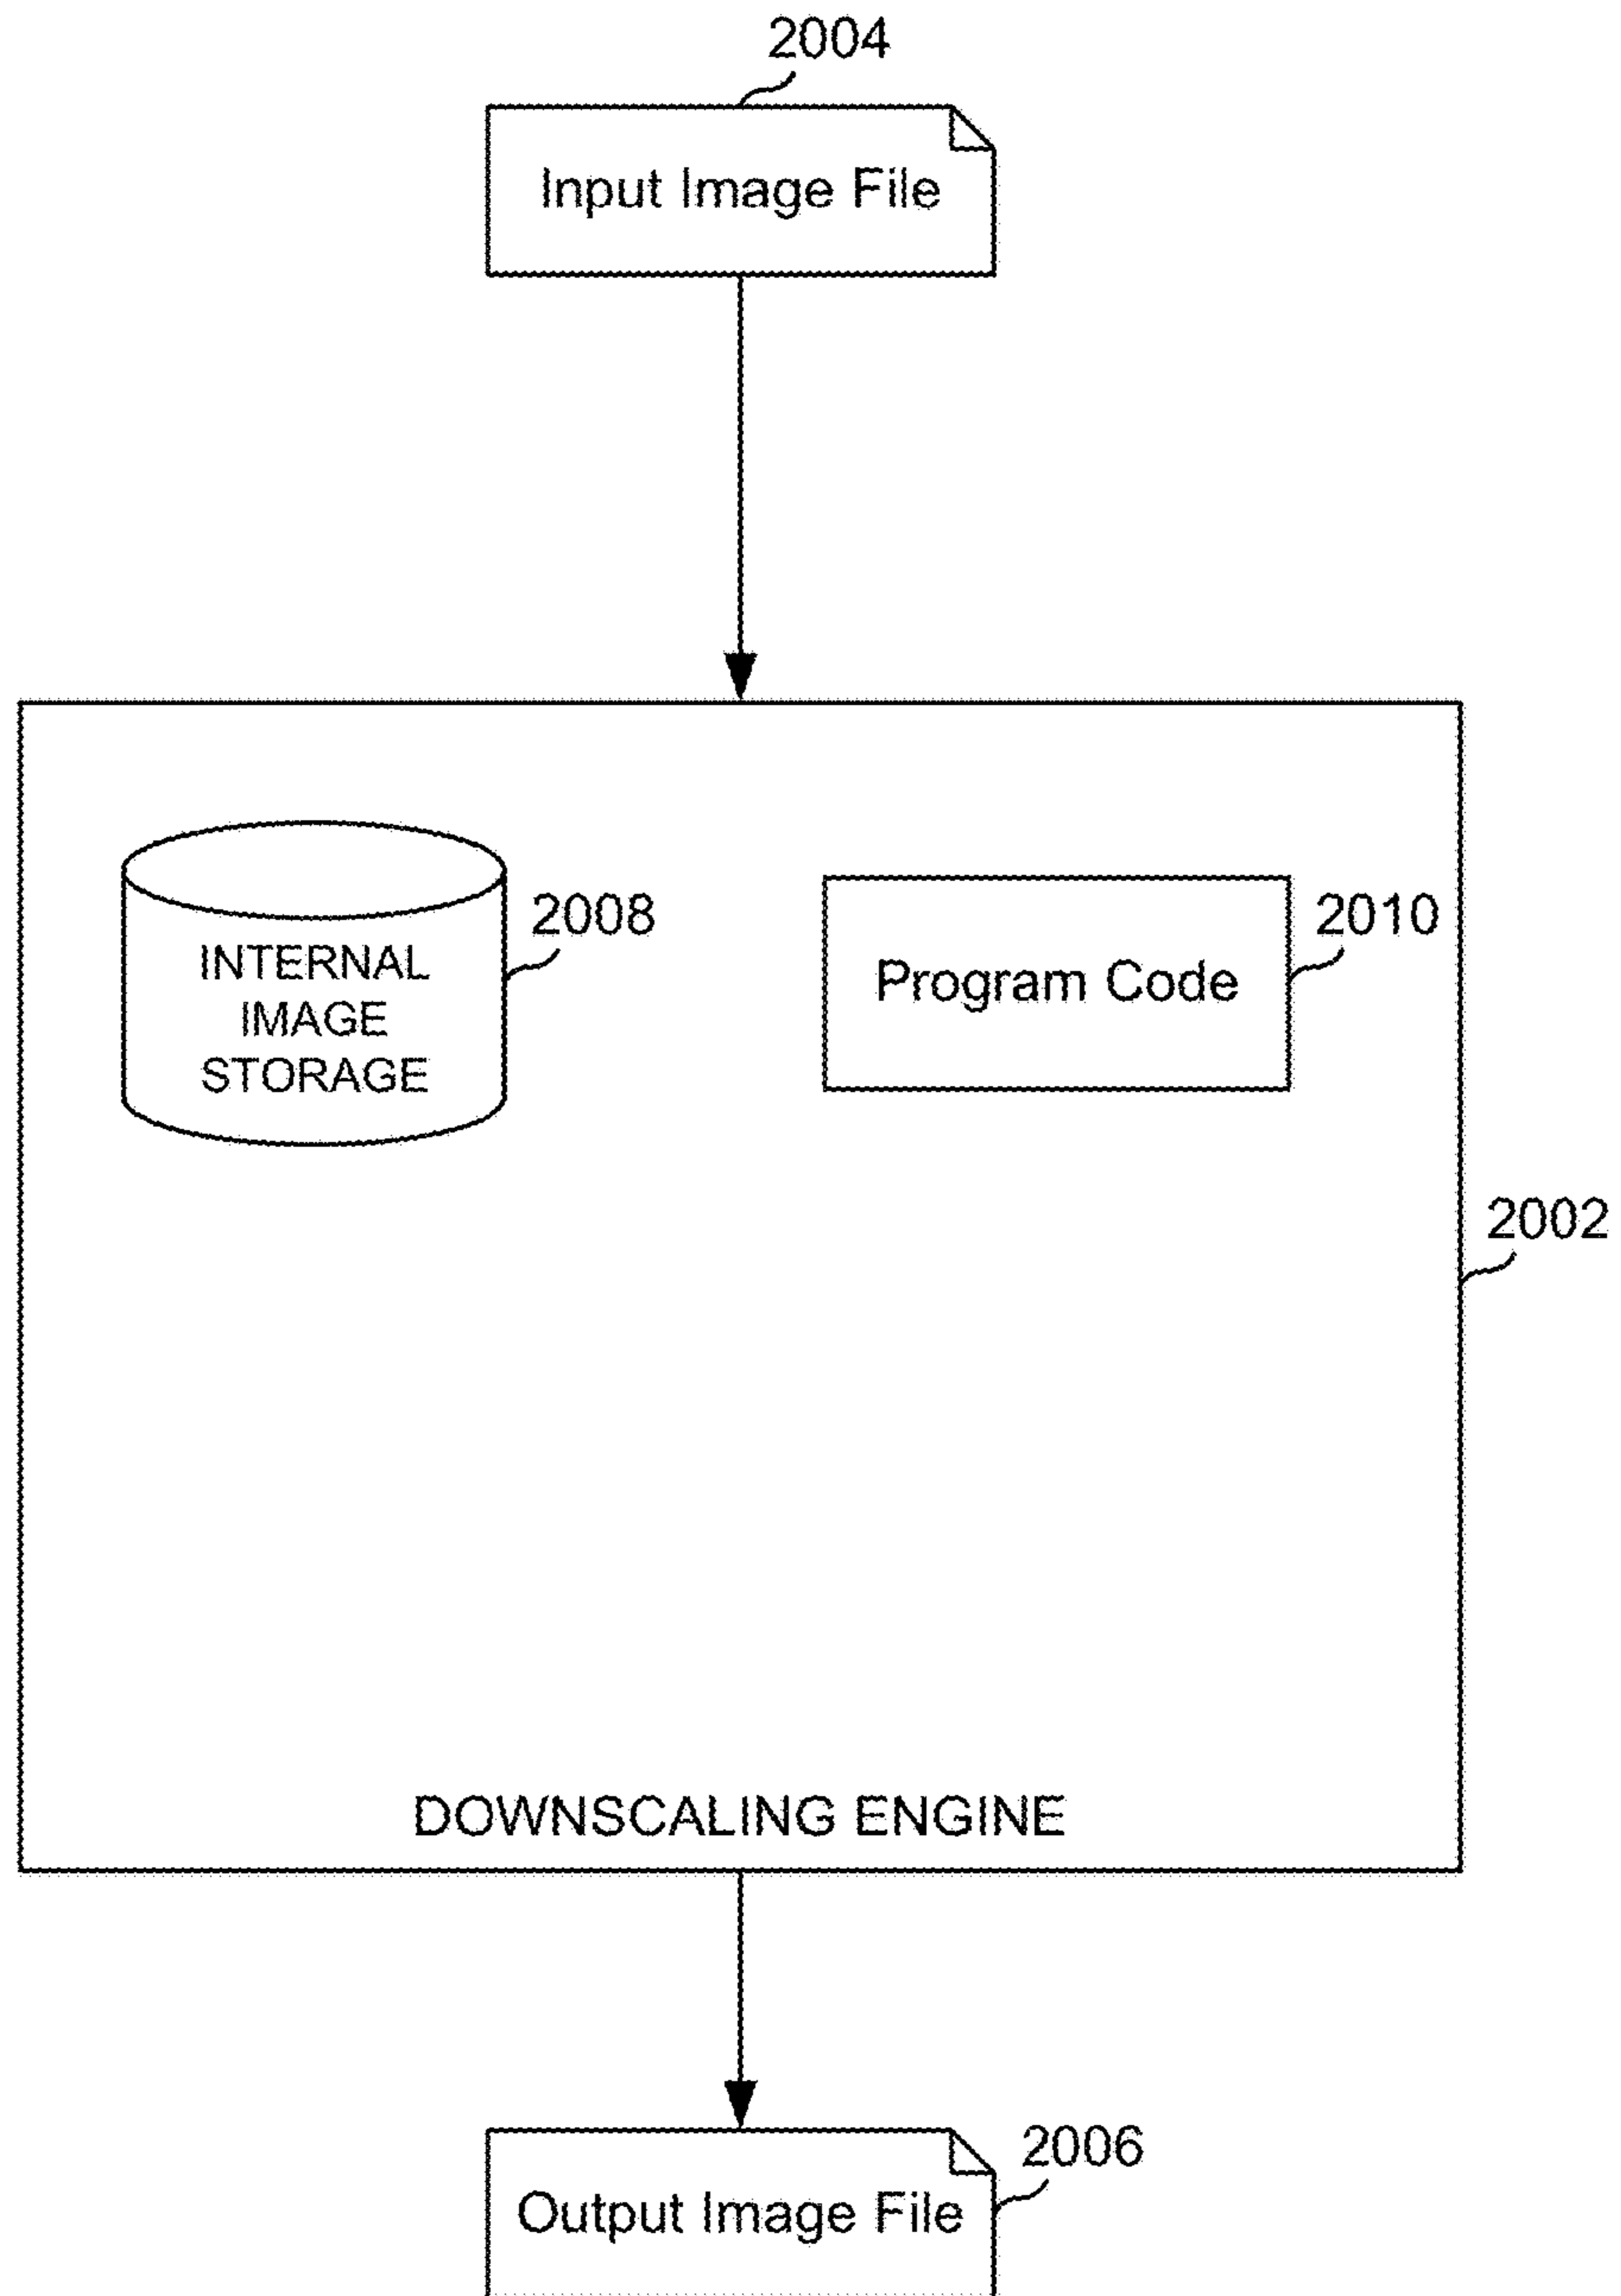 2004
Input Image File
2008
2010
INTERNAL
IMAGE
STORAGE
Program Code
2002
DOWNSCALING ENGINE
2006
Output Image File